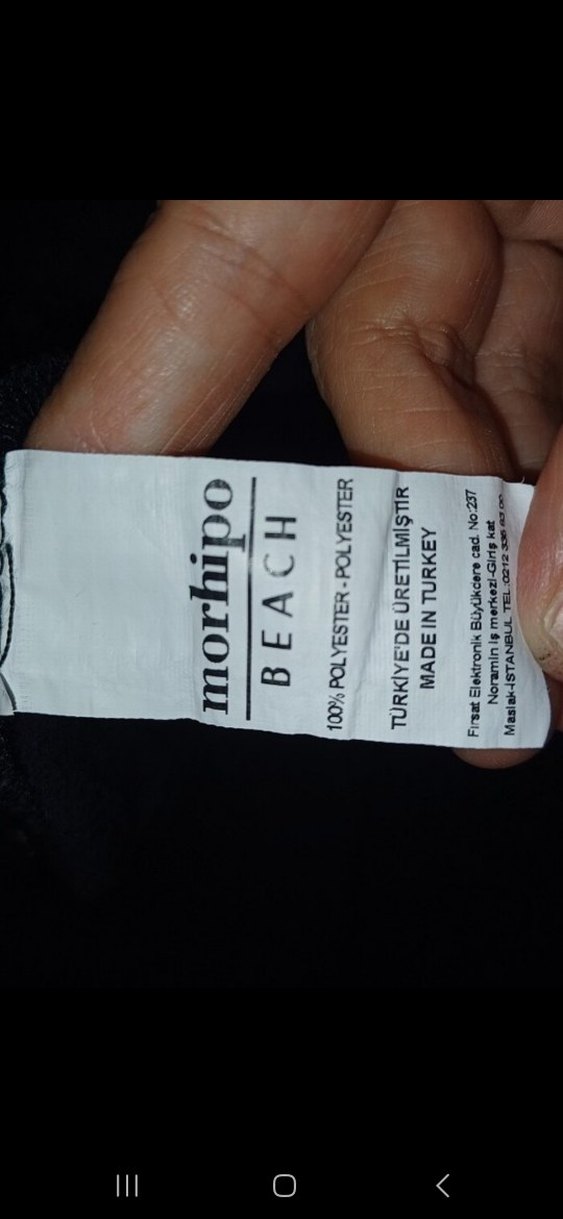 morhipo
BEACH
100% POLYESTER - POLYESTER
TÜRKİYE'DE ÜRETİLMİŞTİR
MADE IN TURKEY
Fırsat Elektronik Büyükdere cad. No:237
Noramin iş merkezi-Giriş kat
Maslak-İSTANBUL TEL:0212